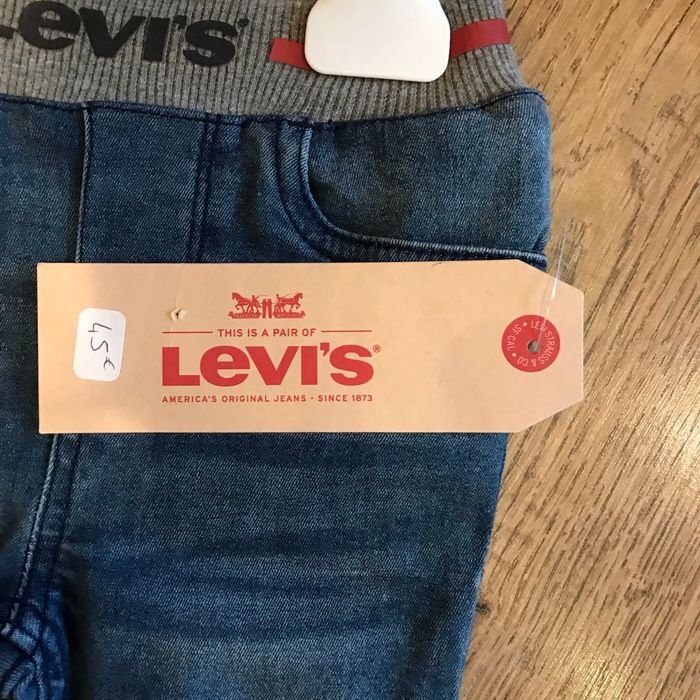 Levi's
45€
THIS IS A PAIR OF
Levi's®
AMERICA'S ORIGINAL JEANS - SINCE 1873
LEVI STRAUSS & CO
SF CAL